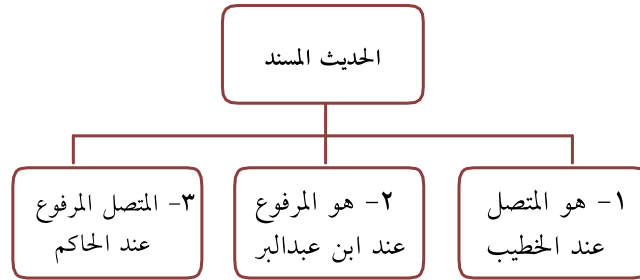 الحديث المسند
١- هو المتصل
عند الخطيب
٢- هو المرفوع
عند ابن عبدالبر
٣- المتصل المرفوع
عند الحاكم